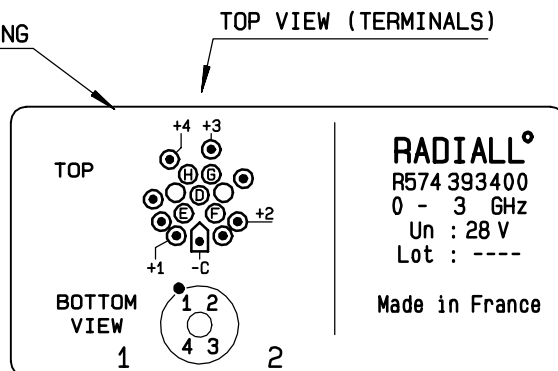 NG
TOP VIEW (TERMINALS)
+4 +3
TOP
H G
D
E F
+2
+1 -C
BOTTOM
VIEW
1 2
4 3
1 2
RADIALL°
R574 393400
0 - 3 GHz
Un : 28 V
Lot : ----
Made in France